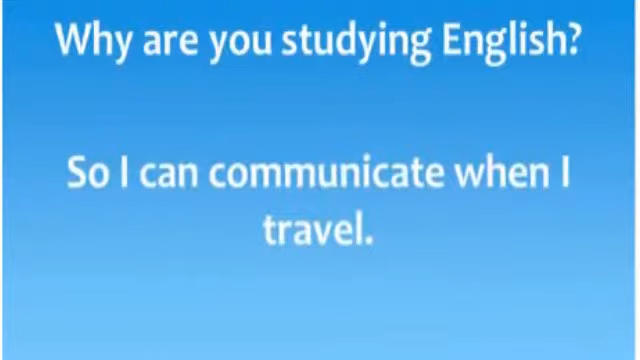 Why are you studying English?
So I can communicate when I
travel.